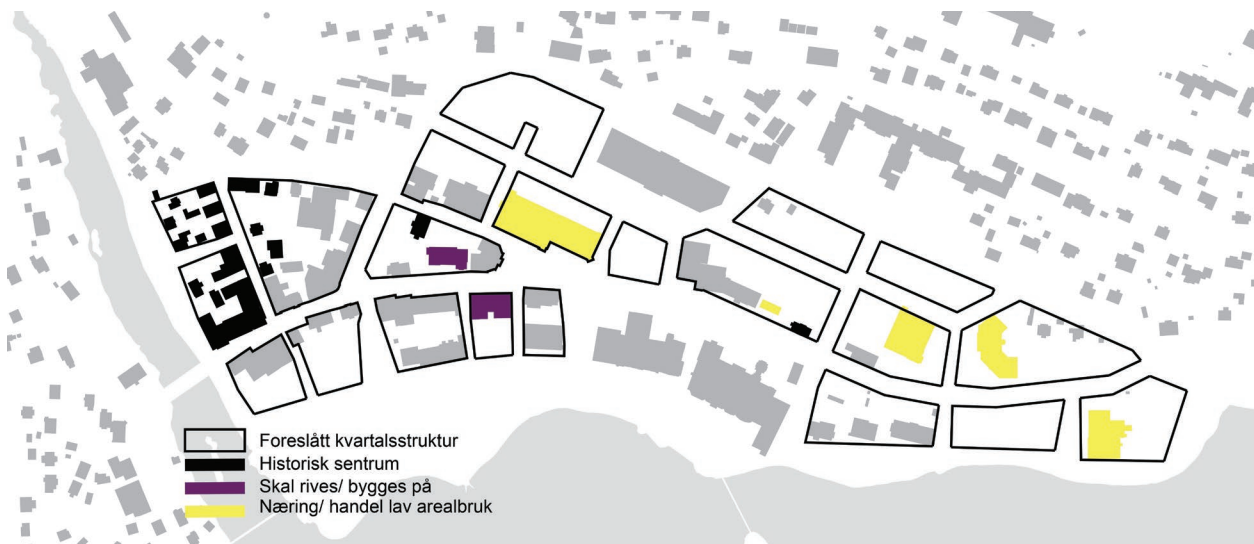 Foreslått kvartalsstruktur
Historisk sentrum
Skal rives/ bygges på
Næring/ handel lav arealbruk